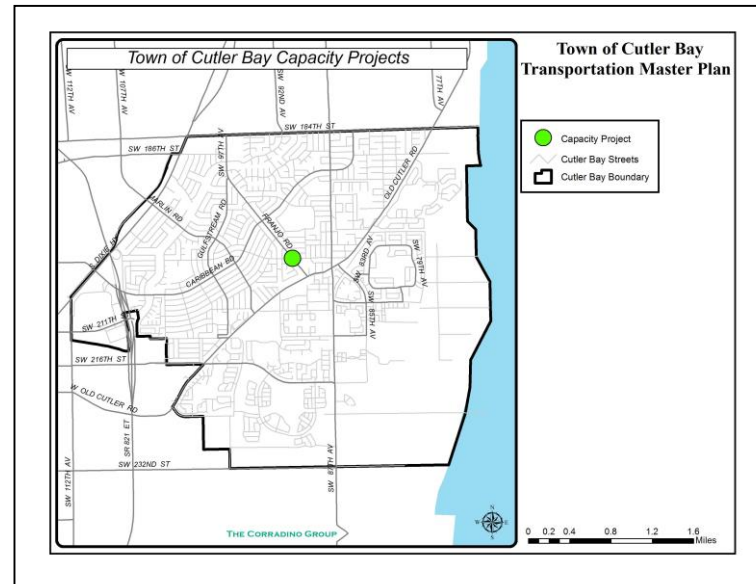 Town of Cutler Bay Capacity Projects
Town of Cutler Bay
Transportation Master Plan
Capacity Project
Cutler Bay Streets
Cutler Bay Boundary
SW 112TH AV
SW 107TH AV
SW 92ND AV
77TH AV
SW 184TH ST
SW 186TH ST
SW 97TH AV
OLD CUTLER RD
MARLIN RD
FRANJO RD
GULFSTREAM RD
CARIBBEAN BD
S DIXIE HY
SW 83RD AV
SW 79TH AV
SW 85TH AV
SW 211TH ST
SW 216TH ST
W OLD CUTLER RD
SR 821 ET
SW 112TH AV
SW 232ND ST
SW 87TH AV
THE CORRADINO GROUP
N
W
E
S
0 0.2 0.4 0.8 1.2 1.6
Miles